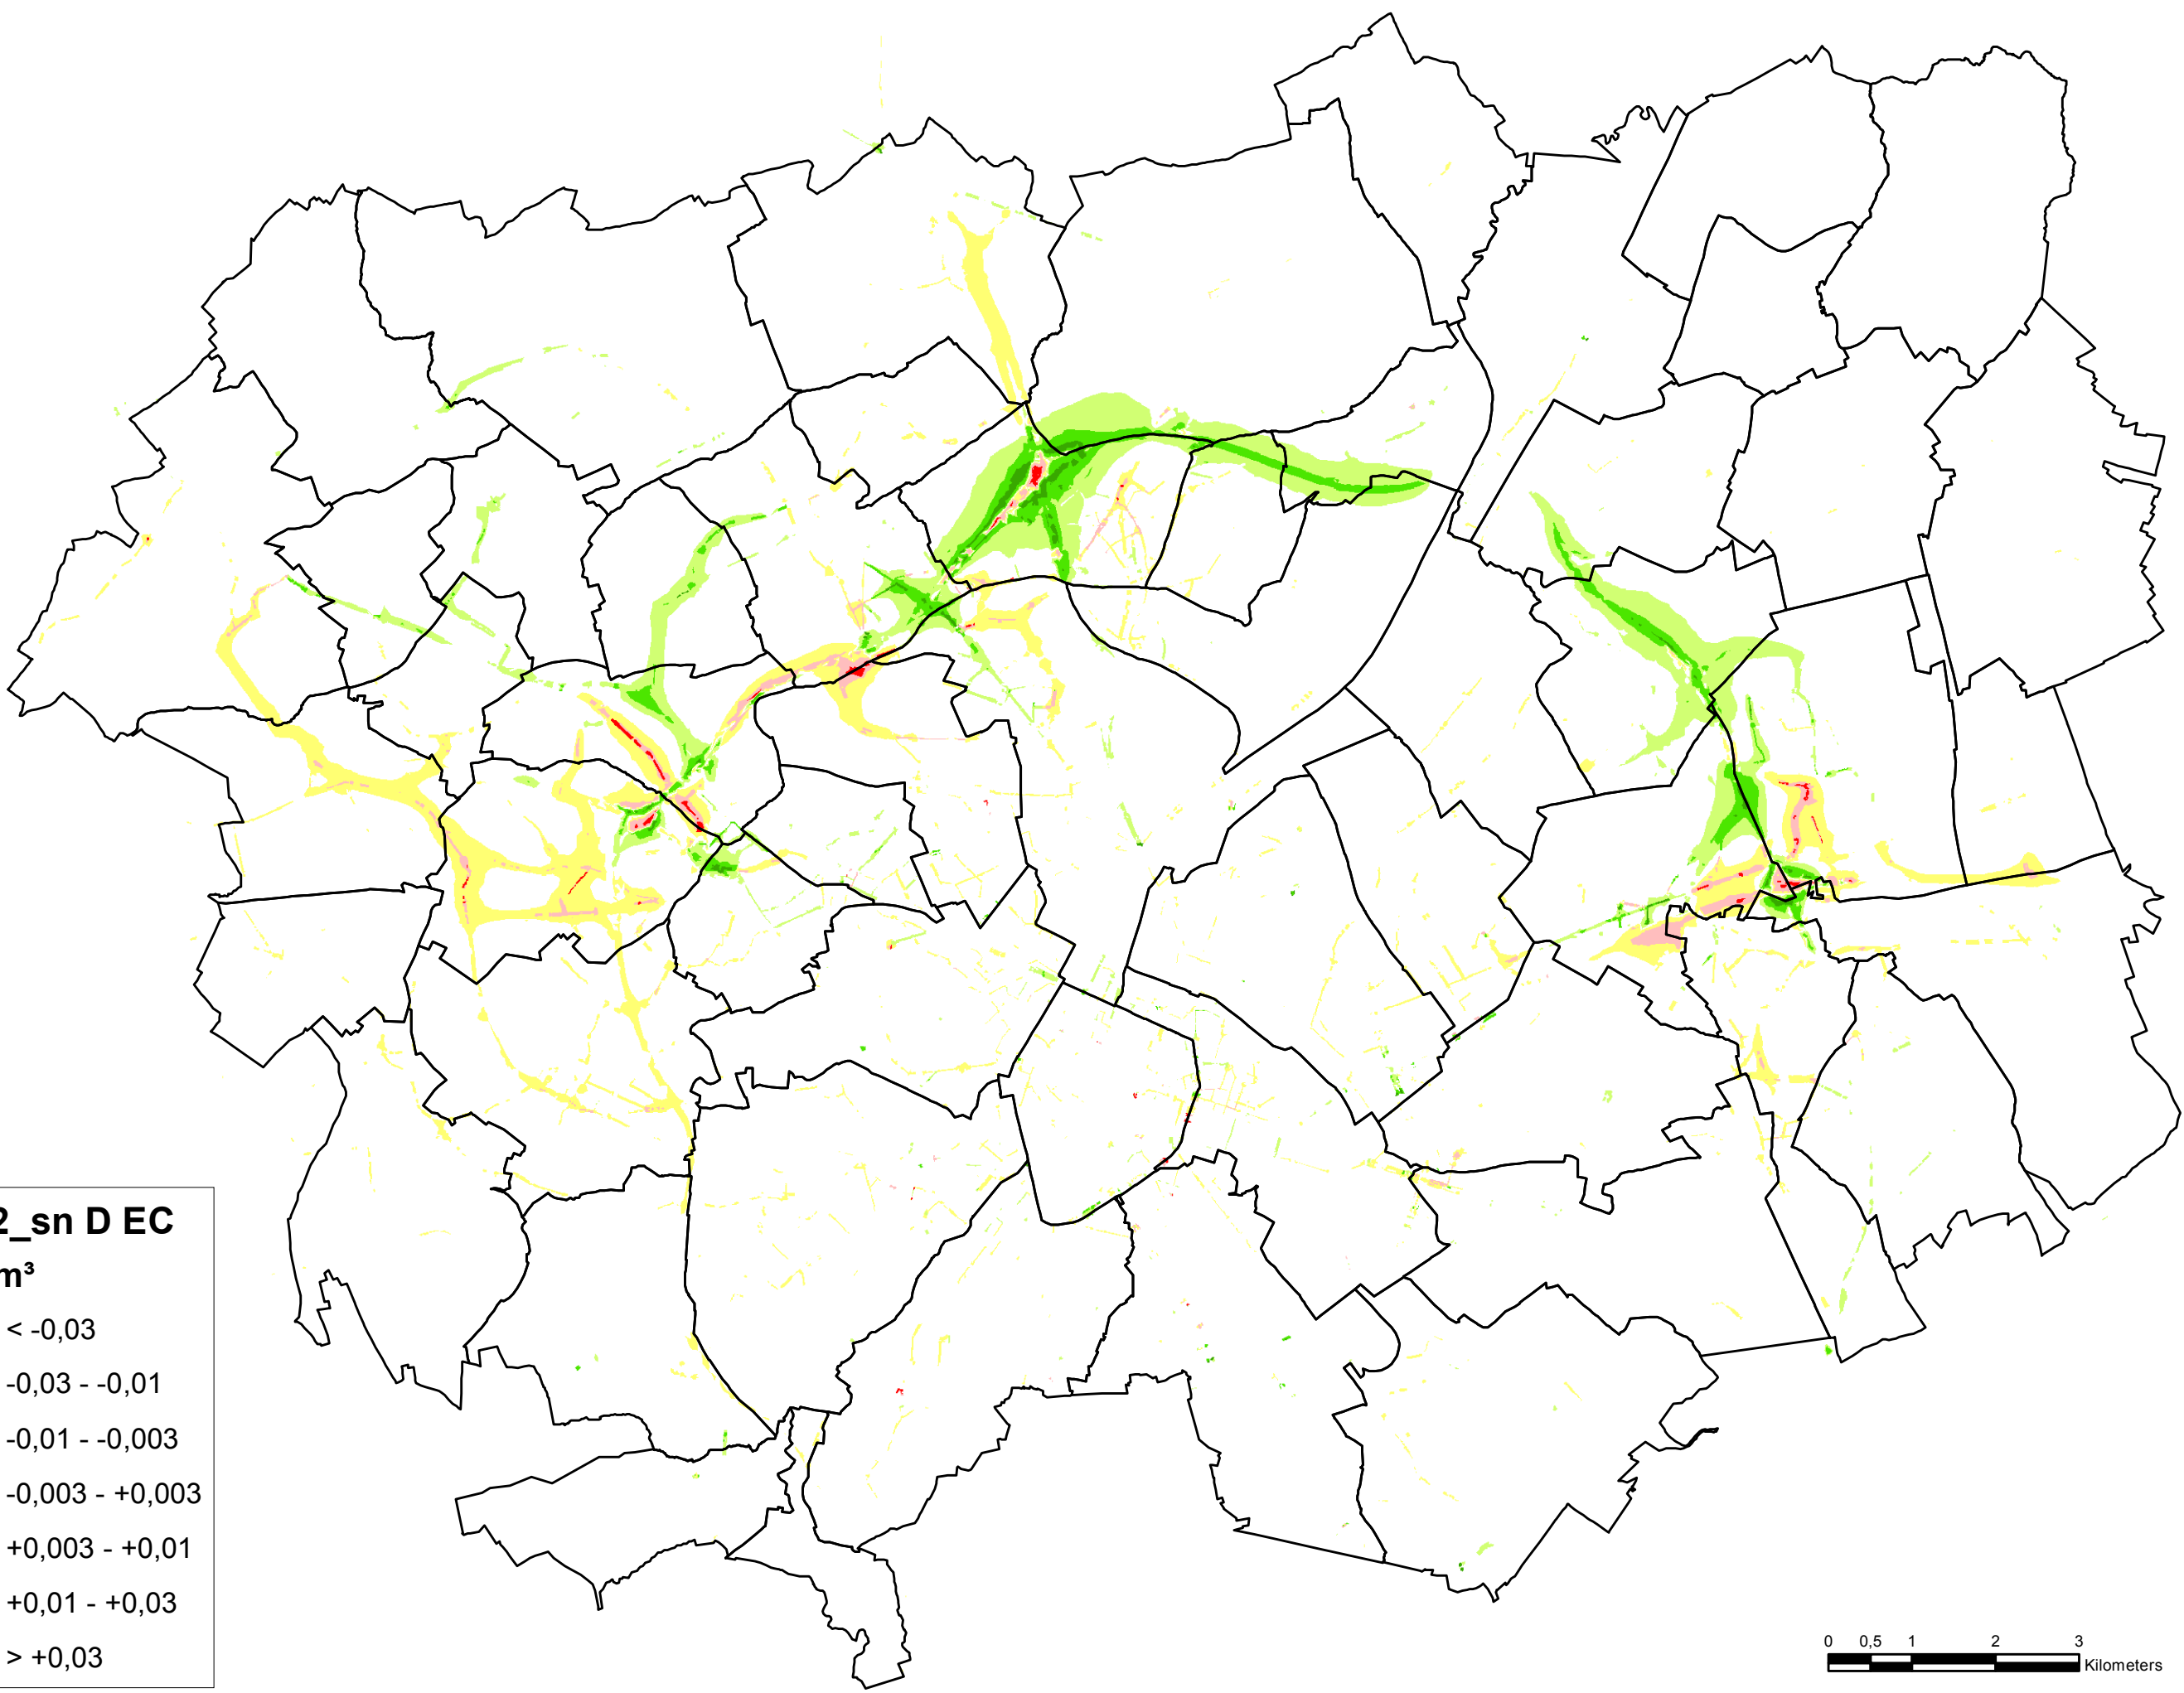 2_sn D EC
m³
< -0,03
-0,03 - -0,01
-0,01 - -0,003
-0,003 - +0,003
+0,003 - +0,01
+0,01 - +0,03
> +0,03
0 0,5 1 2 3
Kilometers